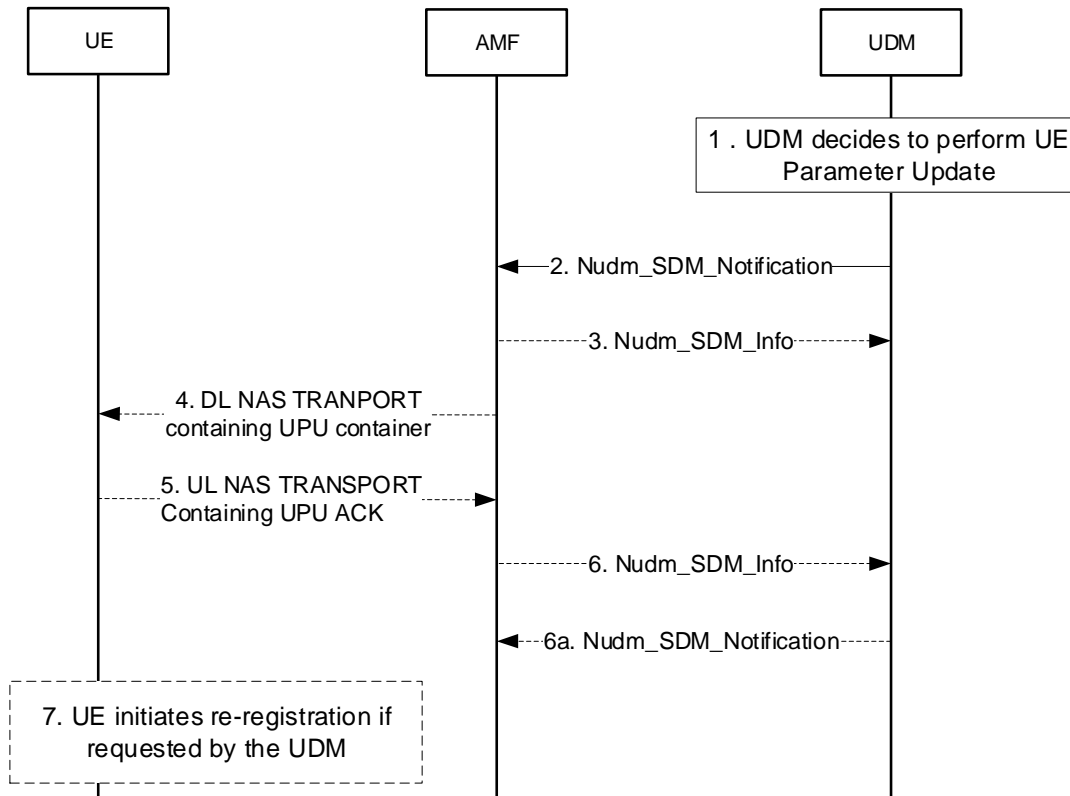 UE
AMF
UDM
1 . UDM decides to perform UE
Parameter Update
2. Nudm_SDM_Notification
3. Nudm_SDM_Info
4. DL NAS TRANPORT
containing UPU container
5. UL NAS TRANSPORT
Containing UPU ACK
6. Nudm_SDM_Info
6a. Nudm_SDM_Notification
7. UE initiates re-registration if
requested by the UDM